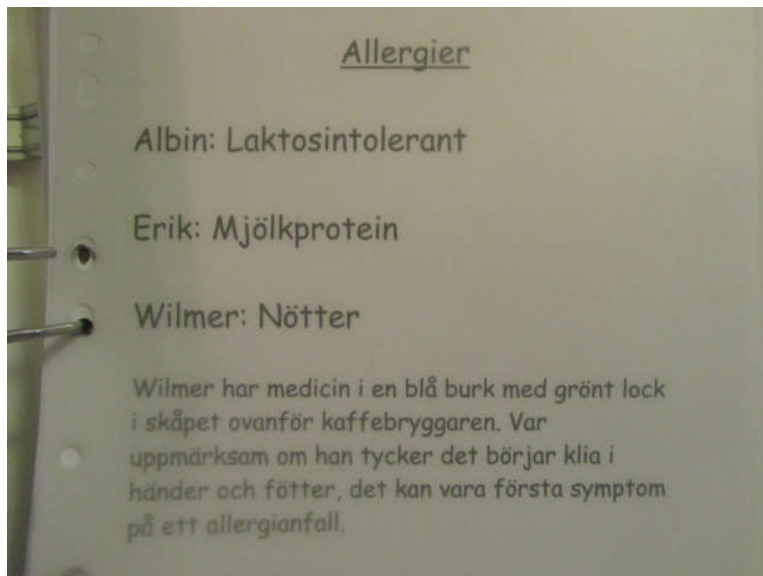 Allergier
Albin: Laktosintolerant
Erik: Mjölkprotein
Wilmer: Nötter
Wilmer har medicin i en blå burk med grönt lock
i skåpet ovanför kaffebryggaren. Var
uppmärksam om han tycker det börjar klia i
händer och fötter, det kan vara första symptom
på ett allergianfall.